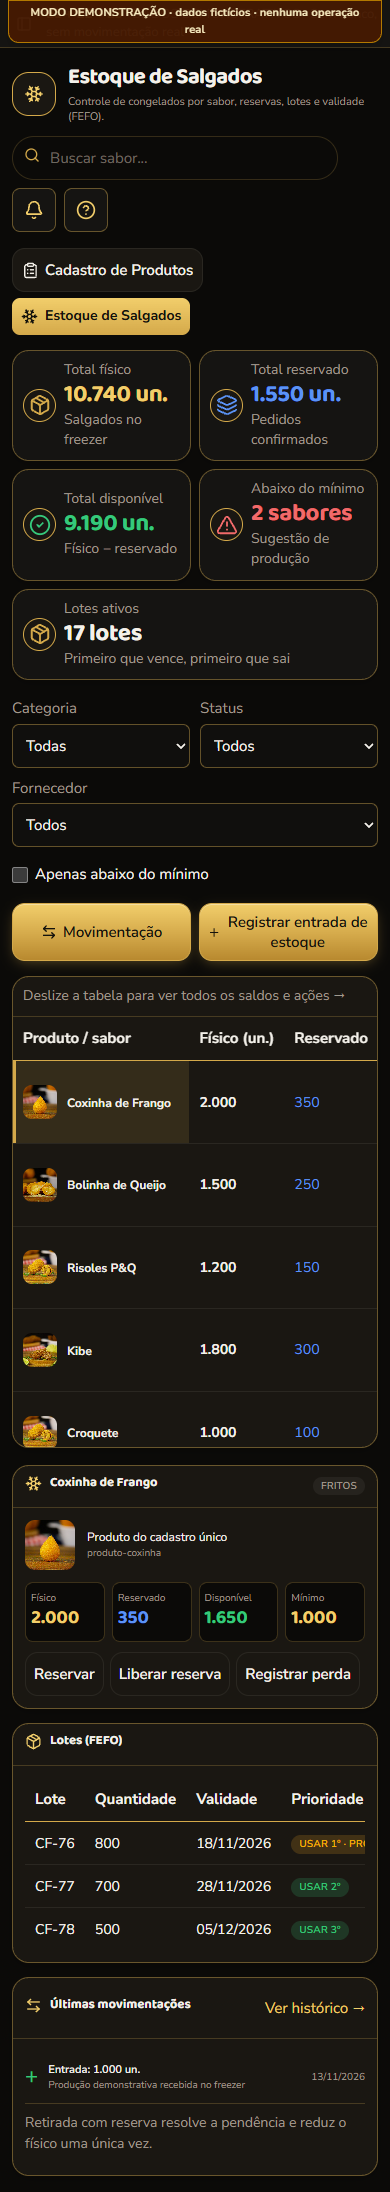 MODO DEMONSTRAÇÃO · dados fictícios · nenhuma operação
real
Estoque de Salgados
Controle de congelados por sabor, reservas, lotes e validade
(FEFO).
Buscar sabor...
Cadastro de Produtos
Estoque de Salgados
Total físico
10.740 un.
Salgados no
freezer
Total reservado
1.550 un.
Pedidos
confirmados
Total disponível
9.190 un.
Físico − reservado
Abaixo do mínimo
2 sabores
Sugestão de
produção
Lotes ativos
17 lotes
Primeiro que vence, primeiro que sai
Categoria
Status
Todas
Todos
Fornecedor
Todos
Apenas abaixo do mínimo
Movimentação
+ Registrar entrada de
estoque
Deslize a tabela para ver todos os saldos e ações →
Produto / sabor Físico (un.) Reservado
Coxinha de Frango 2.000 350
Bolinha de Queijo 1.500 250
Risoles P&Q 1.200 150
Kibe 1.800 300
Croquete 1.000 100
Coxinha de Frango FRITOS
Produto do cadastro único
produto-coxinha
Físico Reservado Disponível Mínimo
2.000 350 1.650 1.000
Reservar Liberar reserva Registrar perda
Lotes (FEFO)
Lote Quantidade Validade Prioridade
CF-76 800 18/11/2026 USAR 1º · PR
CF-77 700 28/11/2026 USAR 2º
CF-78 500 05/12/2026 USAR 3º
Últimas movimentações Ver histórico →
+ Entrada: 1.000 un.
Produção demonstrativa recebida no freezer 13/11/2026
Retirada com reserva resolve a pendência e reduz o
físico uma única vez.